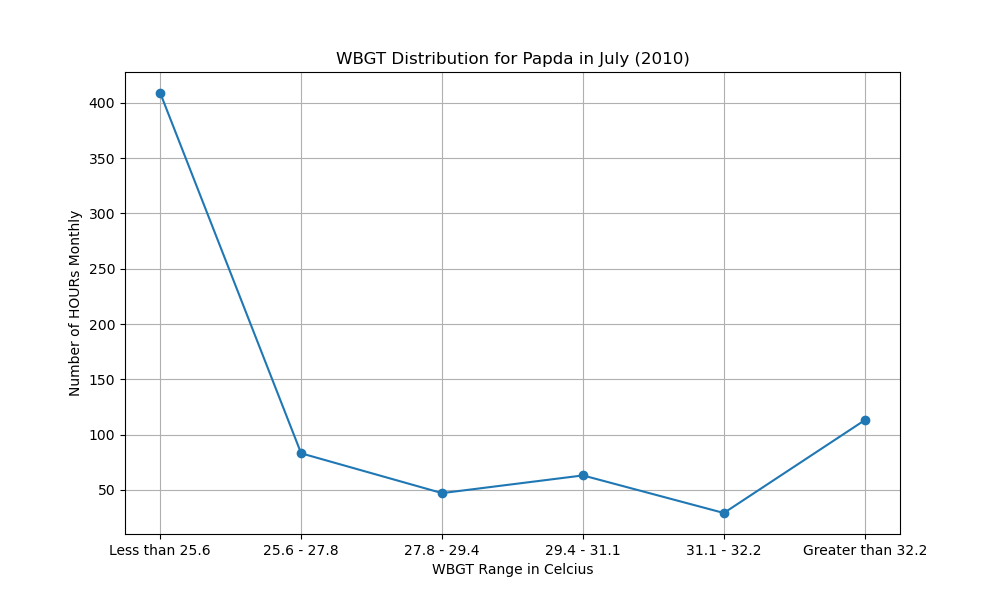 WBGT Distribution for Papda in July (2010)
Number of HOURs Monthly
400
350
300
250
200
150
100
50
Less than 25.6
25.6 - 27.8
27.8 - 29.4
29.4 - 31.1
31.1 - 32.2
Greater than 32.2
WBGT Range in Celcius